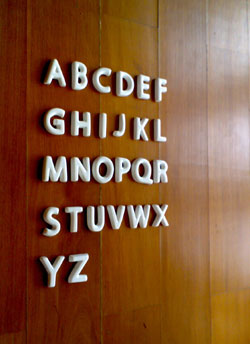 ABCDEF
GHIJKL
MNOPQR
STUVWX
YZ